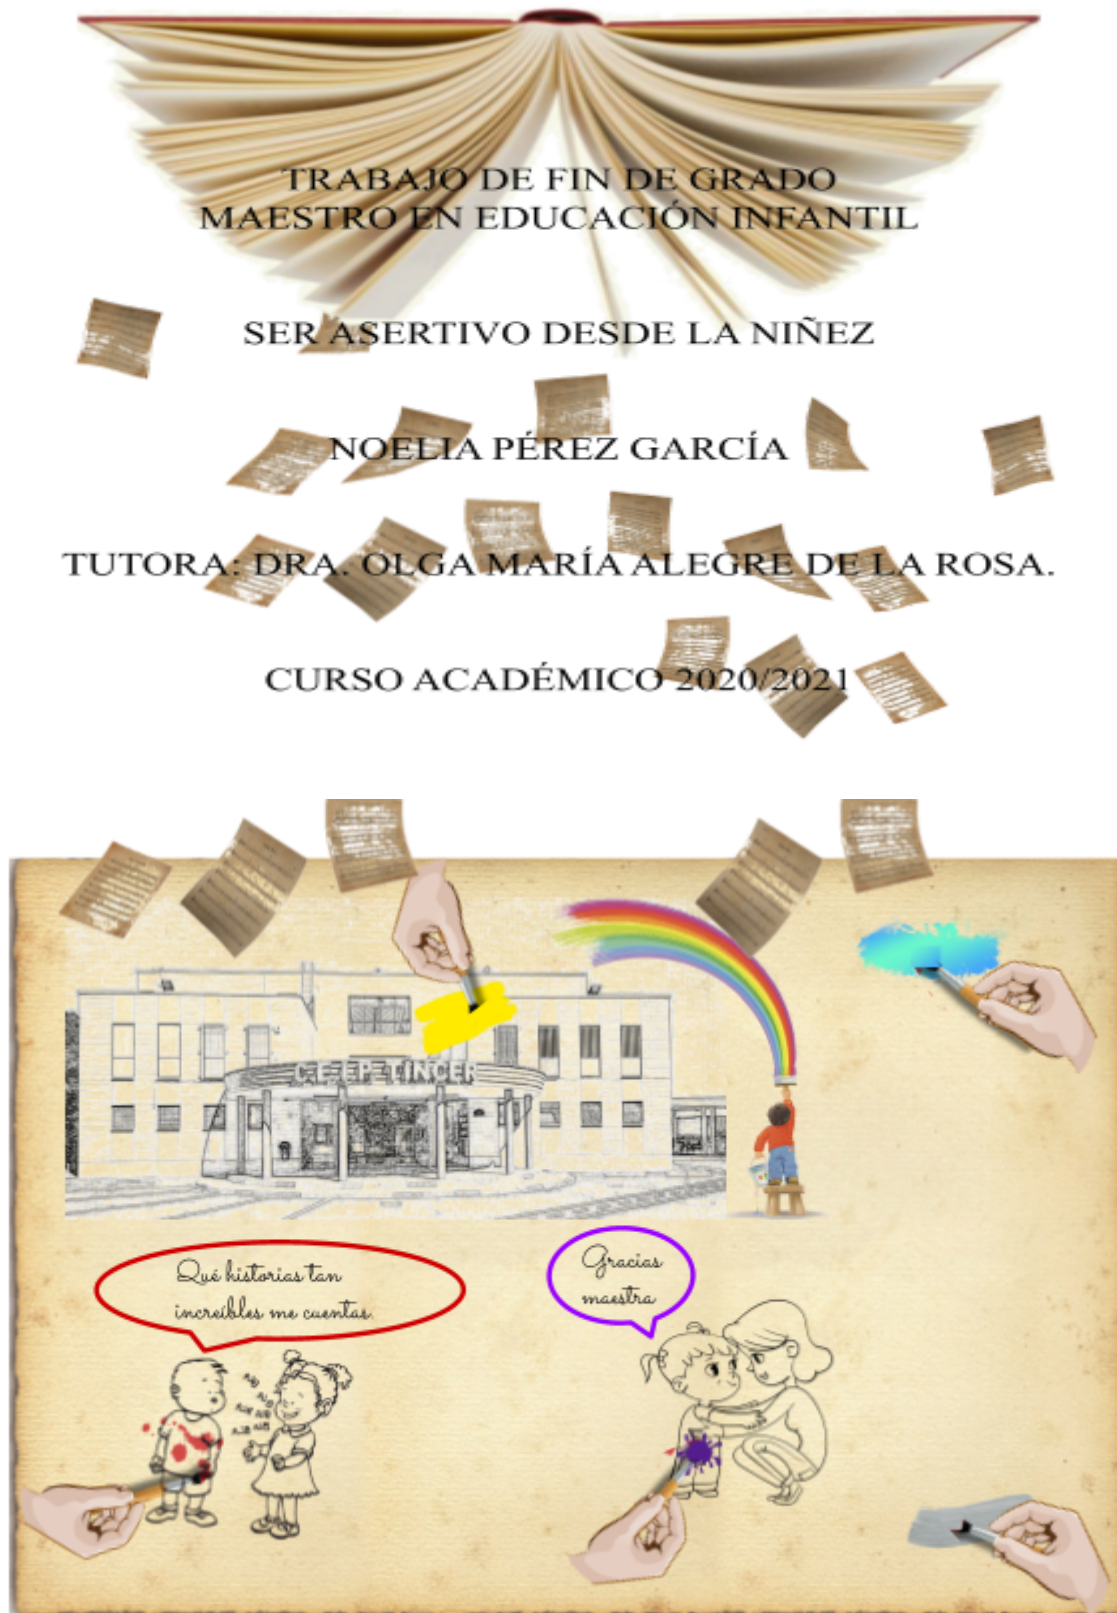 TRABAJO DE FIN DE GRADO
MAESTRO EN EDUCACIÓN INFANTIL
SER ASERTIVO DESDE LA NIÑEZ
NOELIA PÉREZ GARCÍA
TUTORA: DRA. OLGA MARÍA ALEGRE DE LA ROSA.
CURSO ACADÉMICO 2020/2021
C.E.I.P. TÍNCER
Qué historias tan
increíbles me cuentas.
Gracias
maestra